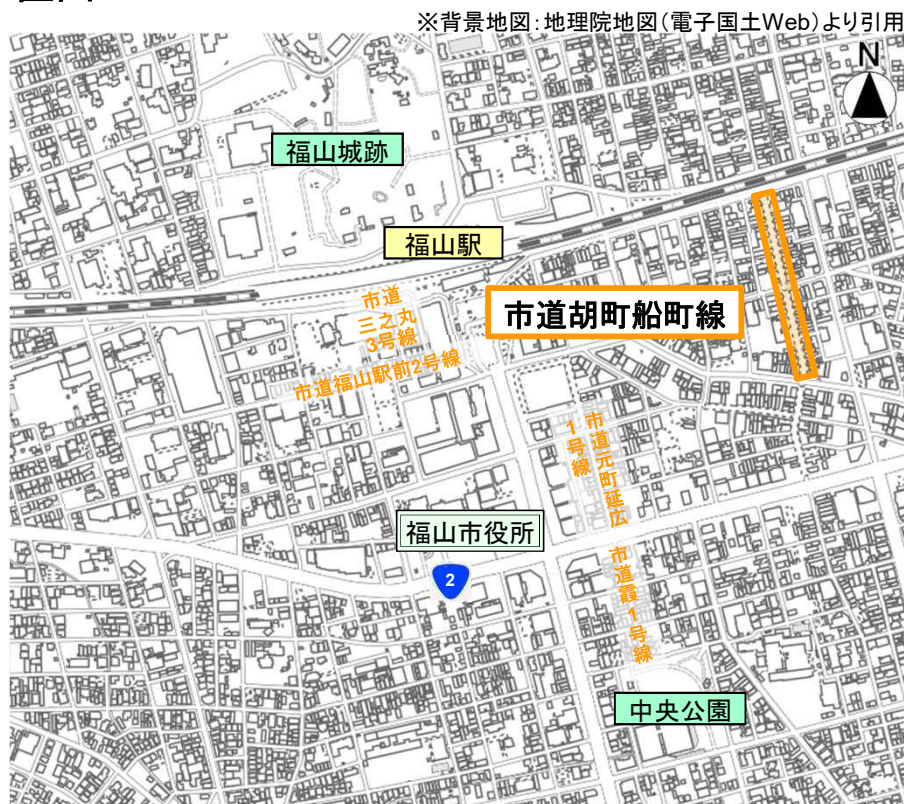 ※背景地図:地理院地図(電子国土Web)より引用
N
福山城跡
福山駅
市道
三之丸
3号線
市道胡町船町線
市道福山駅前2号線
市道元町延広
1号線
福山市役所
2
市道霞1号線
中央公園